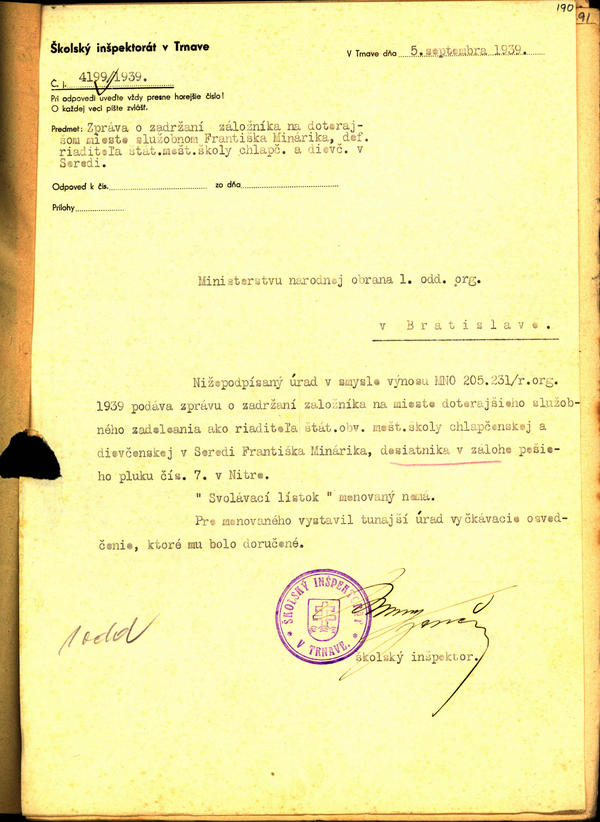 190
91
Školský inšpektorát v Trnave
V Trnave dňa 5.septembra 1939.
Č. j. 4199/1939.
Pri odpovedi uveďte vždy presne horejšie číslo!
O každej veci píšte zvlášť.
Predmet: Zpráva o zadržaní záložníka na doteraj-
šom mieste služobnom Františka Minárika, def.
riaditeľa štát.mešt.školy chlapč. a dievč. v
Seredi.
Odpoveď k čís. zo dňa
Prílohy
Ministerstvu narodnej obrana 1. odd. org.
v Bratislave.
Nižepodpísaný úrad v smysle výnosu MNO 205.231/r.org.
1939 podáva zprávu o zadržaní založníka na mieste doterajšieho služob-
ného zadeleania ako riaditeľa štát.obv. mešt.školy chlapčenskej a
dievčenskej v Seredi Františka Minárika, desiatnika v zálohe pešie-
ho pluku čís. 7. v Nitre.
" Svolávací lístok " menovaný nemá.
Pre menovaného vystavil tunajší úrad vyčkávacie osved-
čenie, ktoré mu bolo doručené.
ŠKOLSKÝ INŠPEKTORÁT
V TRNAVE.
1odd
školský inšpektor.